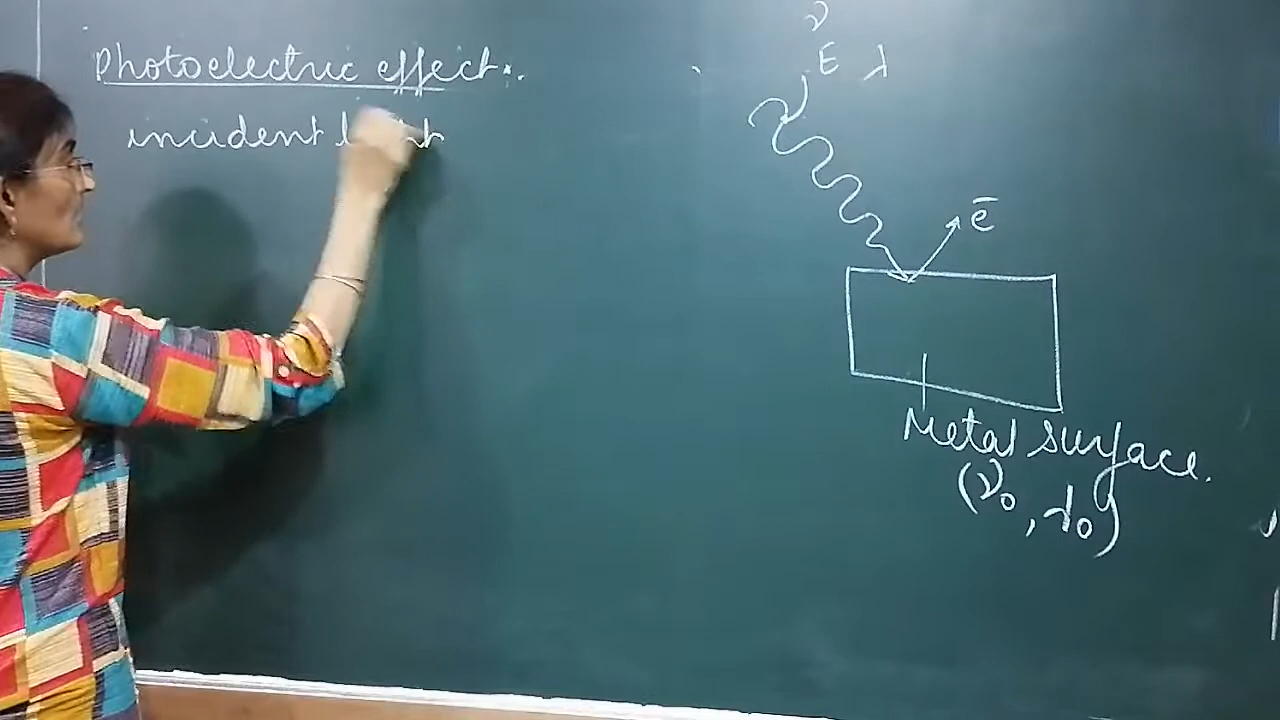 Photoelectric effect.
incident
ν
E λ
e̅
Metal surface.
(ν₀, λ₀)